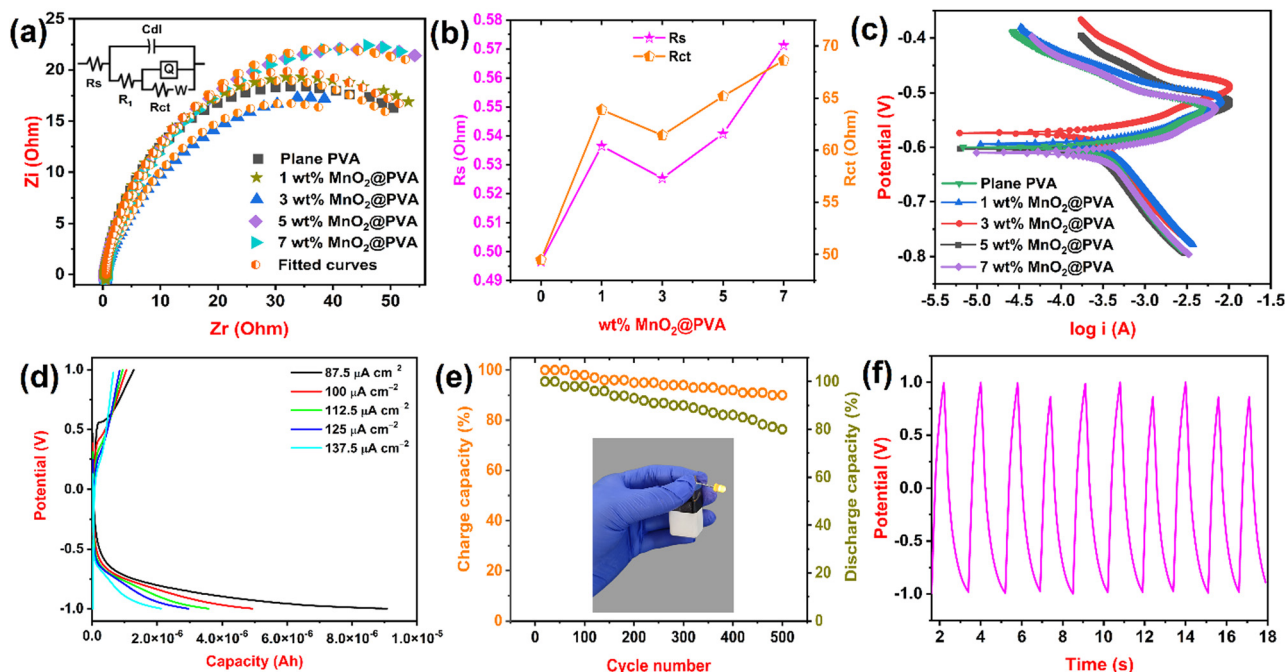 (a)
Cdl
Rs
R1
Q
Rct
W
Zi (Ohm)
25
20
15
10
5
0
Plane PVA
1 wt% MnO₂@PVA
3 wt% MnO₂@PVA
5 wt% MnO₂@PVA
7 wt% MnO₂@PVA
Fitted curves
0 10 20 30 40 50 60
Zr (Ohm)
(b)
Rs
Rct
Rs (Ohm)
0.58
0.57
0.56
0.55
0.54
0.53
0.52
0.51
0.50
0.49
Rct (Ohm)
70
65
60
55
50
0 1 3 5 7
wt% MnO₂@PVA
(c)
Potential (V)
-0.4
-0.5
-0.6
-0.7
-0.8
Plane PVA
1 wt% MnO₂@PVA
3 wt% MnO₂@PVA
5 wt% MnO₂@PVA
7 wt% MnO₂@PVA
-5.5 -5.0 -4.5 -4.0 -3.5 -3.0 -2.5 -2.0 -1.5
log i (A)
(d)
Potential (V)
1.0
0.5
0.0
-0.5
-1.0
87.5 µA cm⁻²
100 µA cm⁻²
112.5 µA cm⁻²
125 µA cm⁻²
137.5 µA cm⁻²
0.0 2.0×10⁻⁶ 4.0×10⁻⁶ 6.0×10⁻⁶ 8.0×10⁻⁶ 1.0×10⁻⁵
Capacity (Ah)
(e)
Charge capacity (%)
100
80
60
40
20
0
Discharge capacity (%)
100
80
60
40
20
0
0 100 200 300 400 500
Cycle number
(f)
Potential (V)
1.0
0.5
0.0
-0.5
-1.0
2 4 6 8 10 12 14 16 18
Time (s)